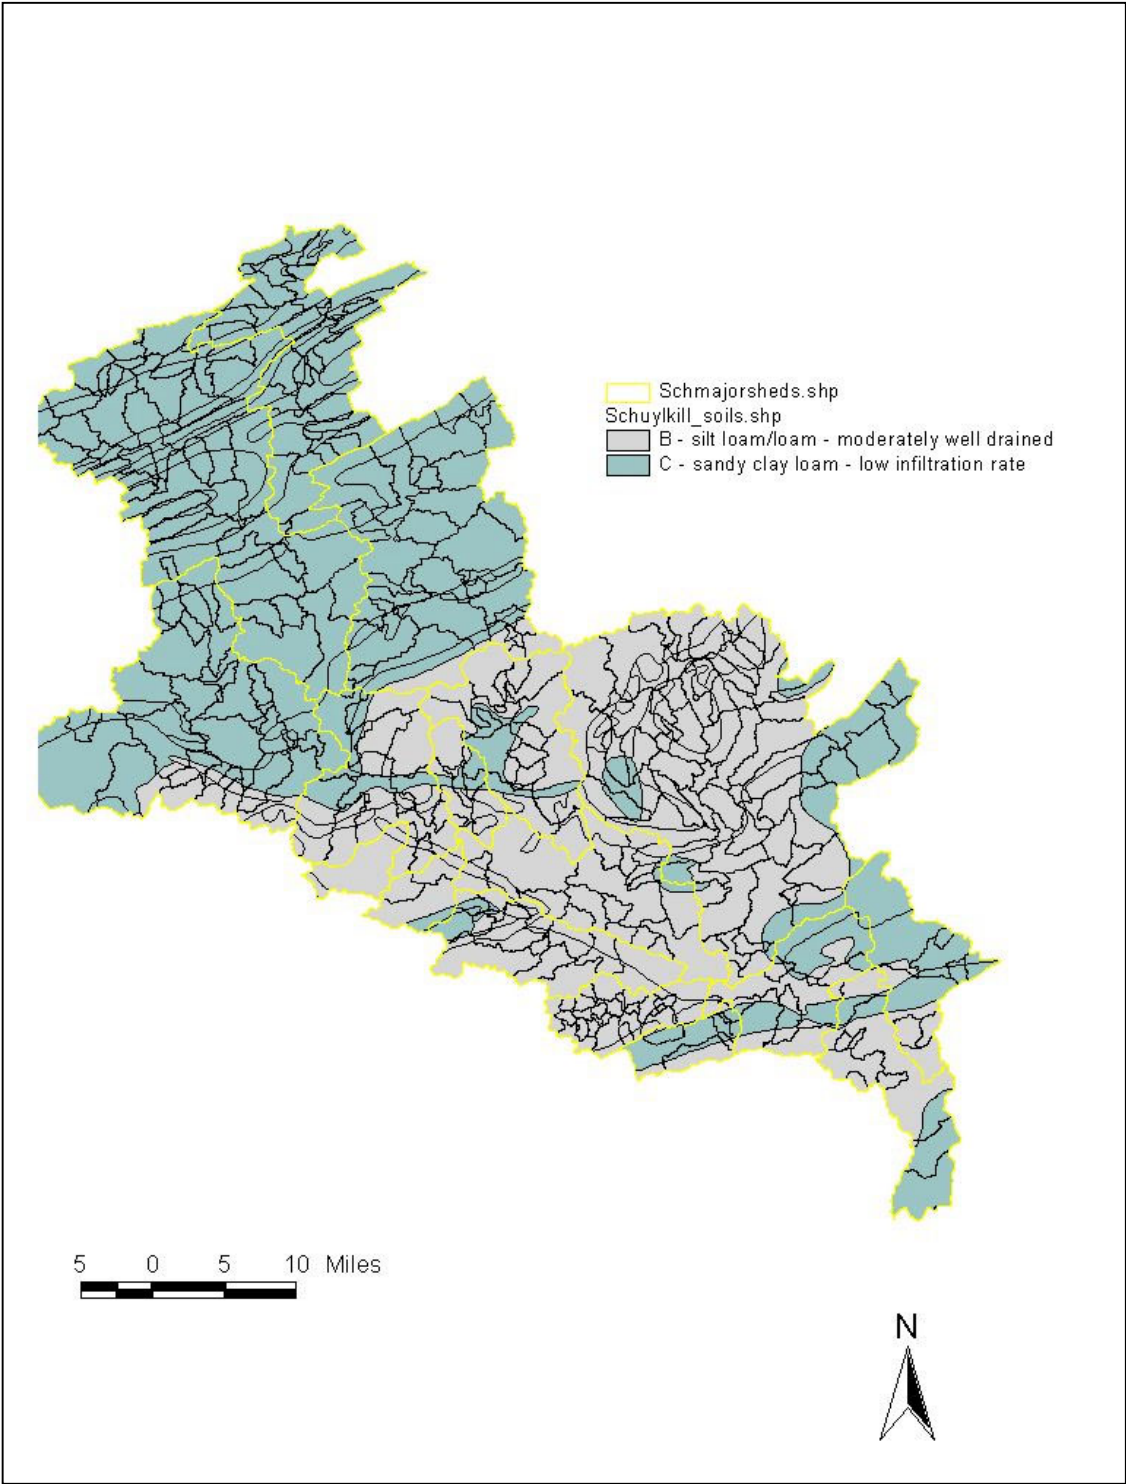 Schmajorsheds.shp
Schuylkill_soils.shp
B - silt loam/loam - moderately well drained
C - sandy clay loam - low infiltration rate
5 0 5 10 Miles
N